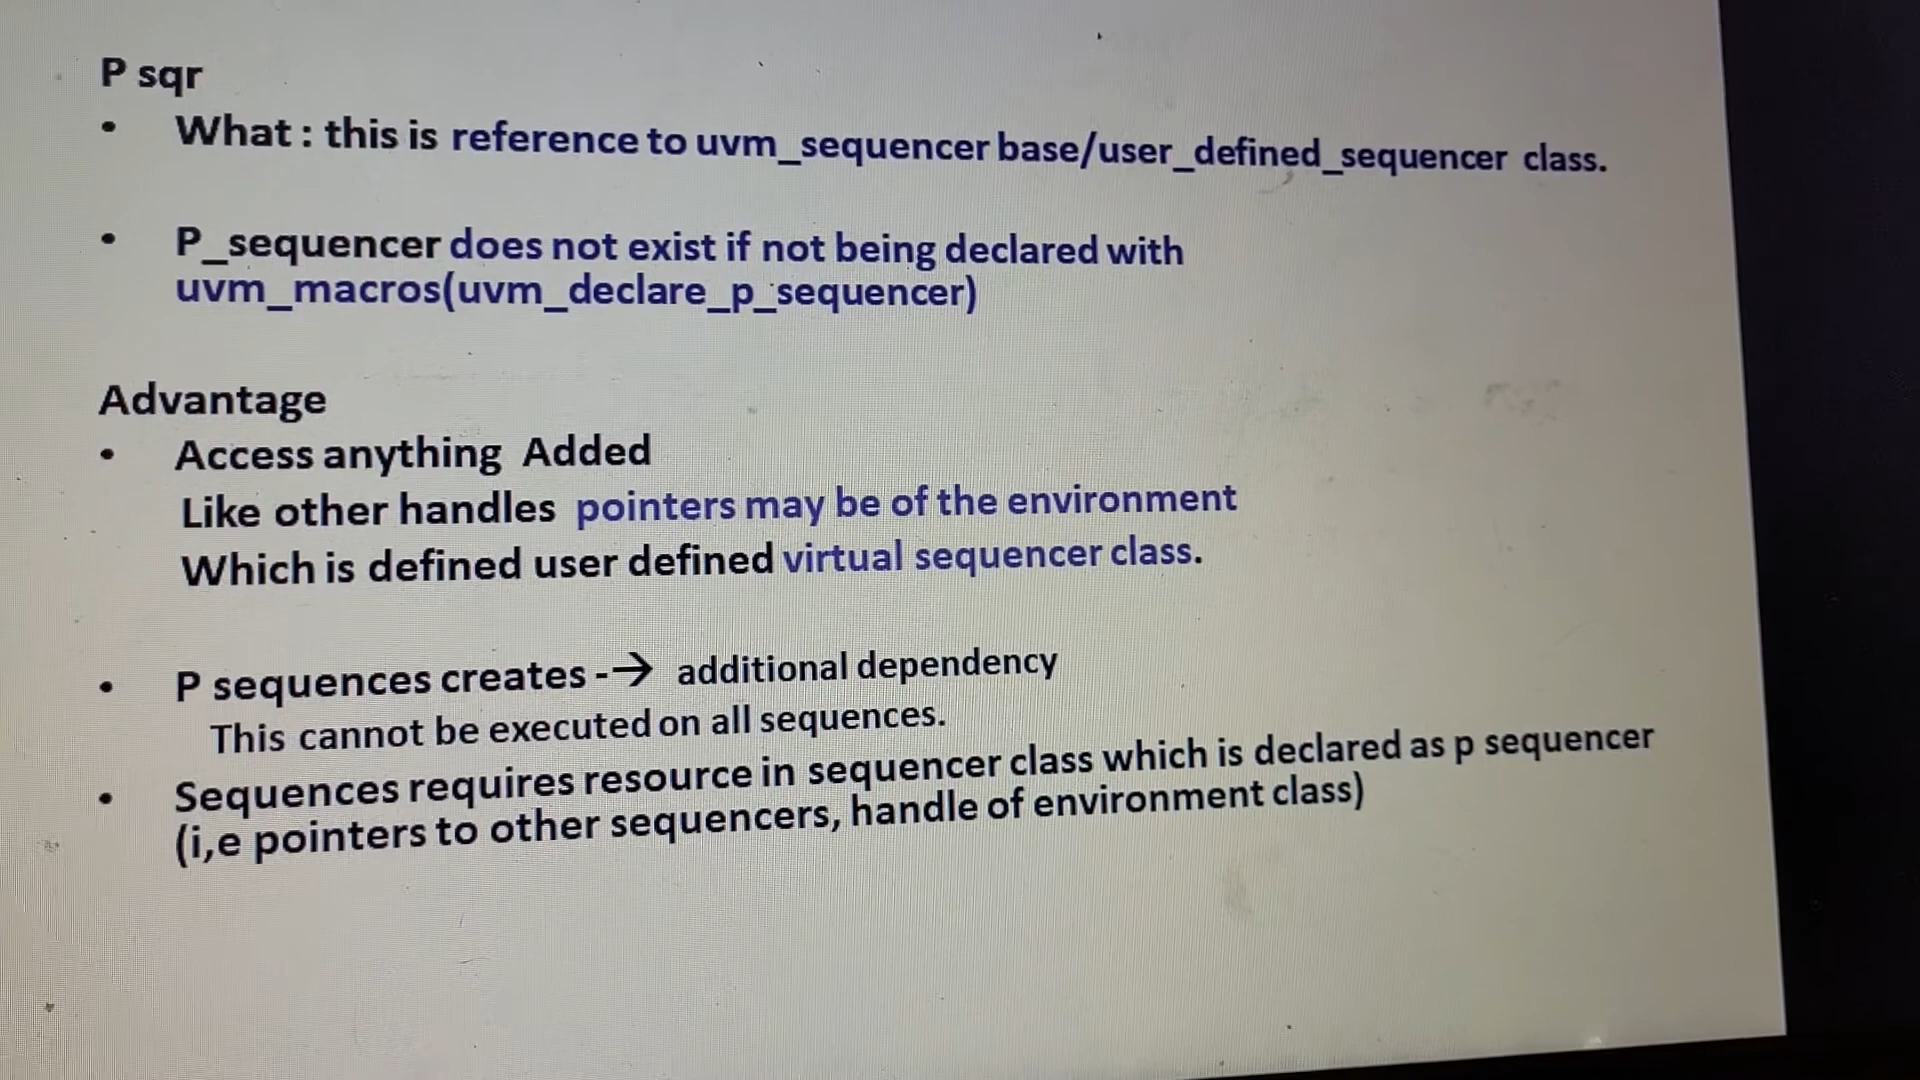 P sqr
• What : this is reference to uvm_sequencer base/user_defined_sequencer class.
• P_sequencer does not exist if not being declared with
uvm_macros(uvm_declare_p_sequencer)
Advantage
• Access anything Added
Like other handles pointers may be of the environment
Which is defined user defined virtual sequencer class.
• P sequences creates -→ additional dependency
This cannot be executed on all sequences.
• Sequences requires resource in sequencer class which is declared as p sequencer
(i,e pointers to other sequencers, handle of environment class)